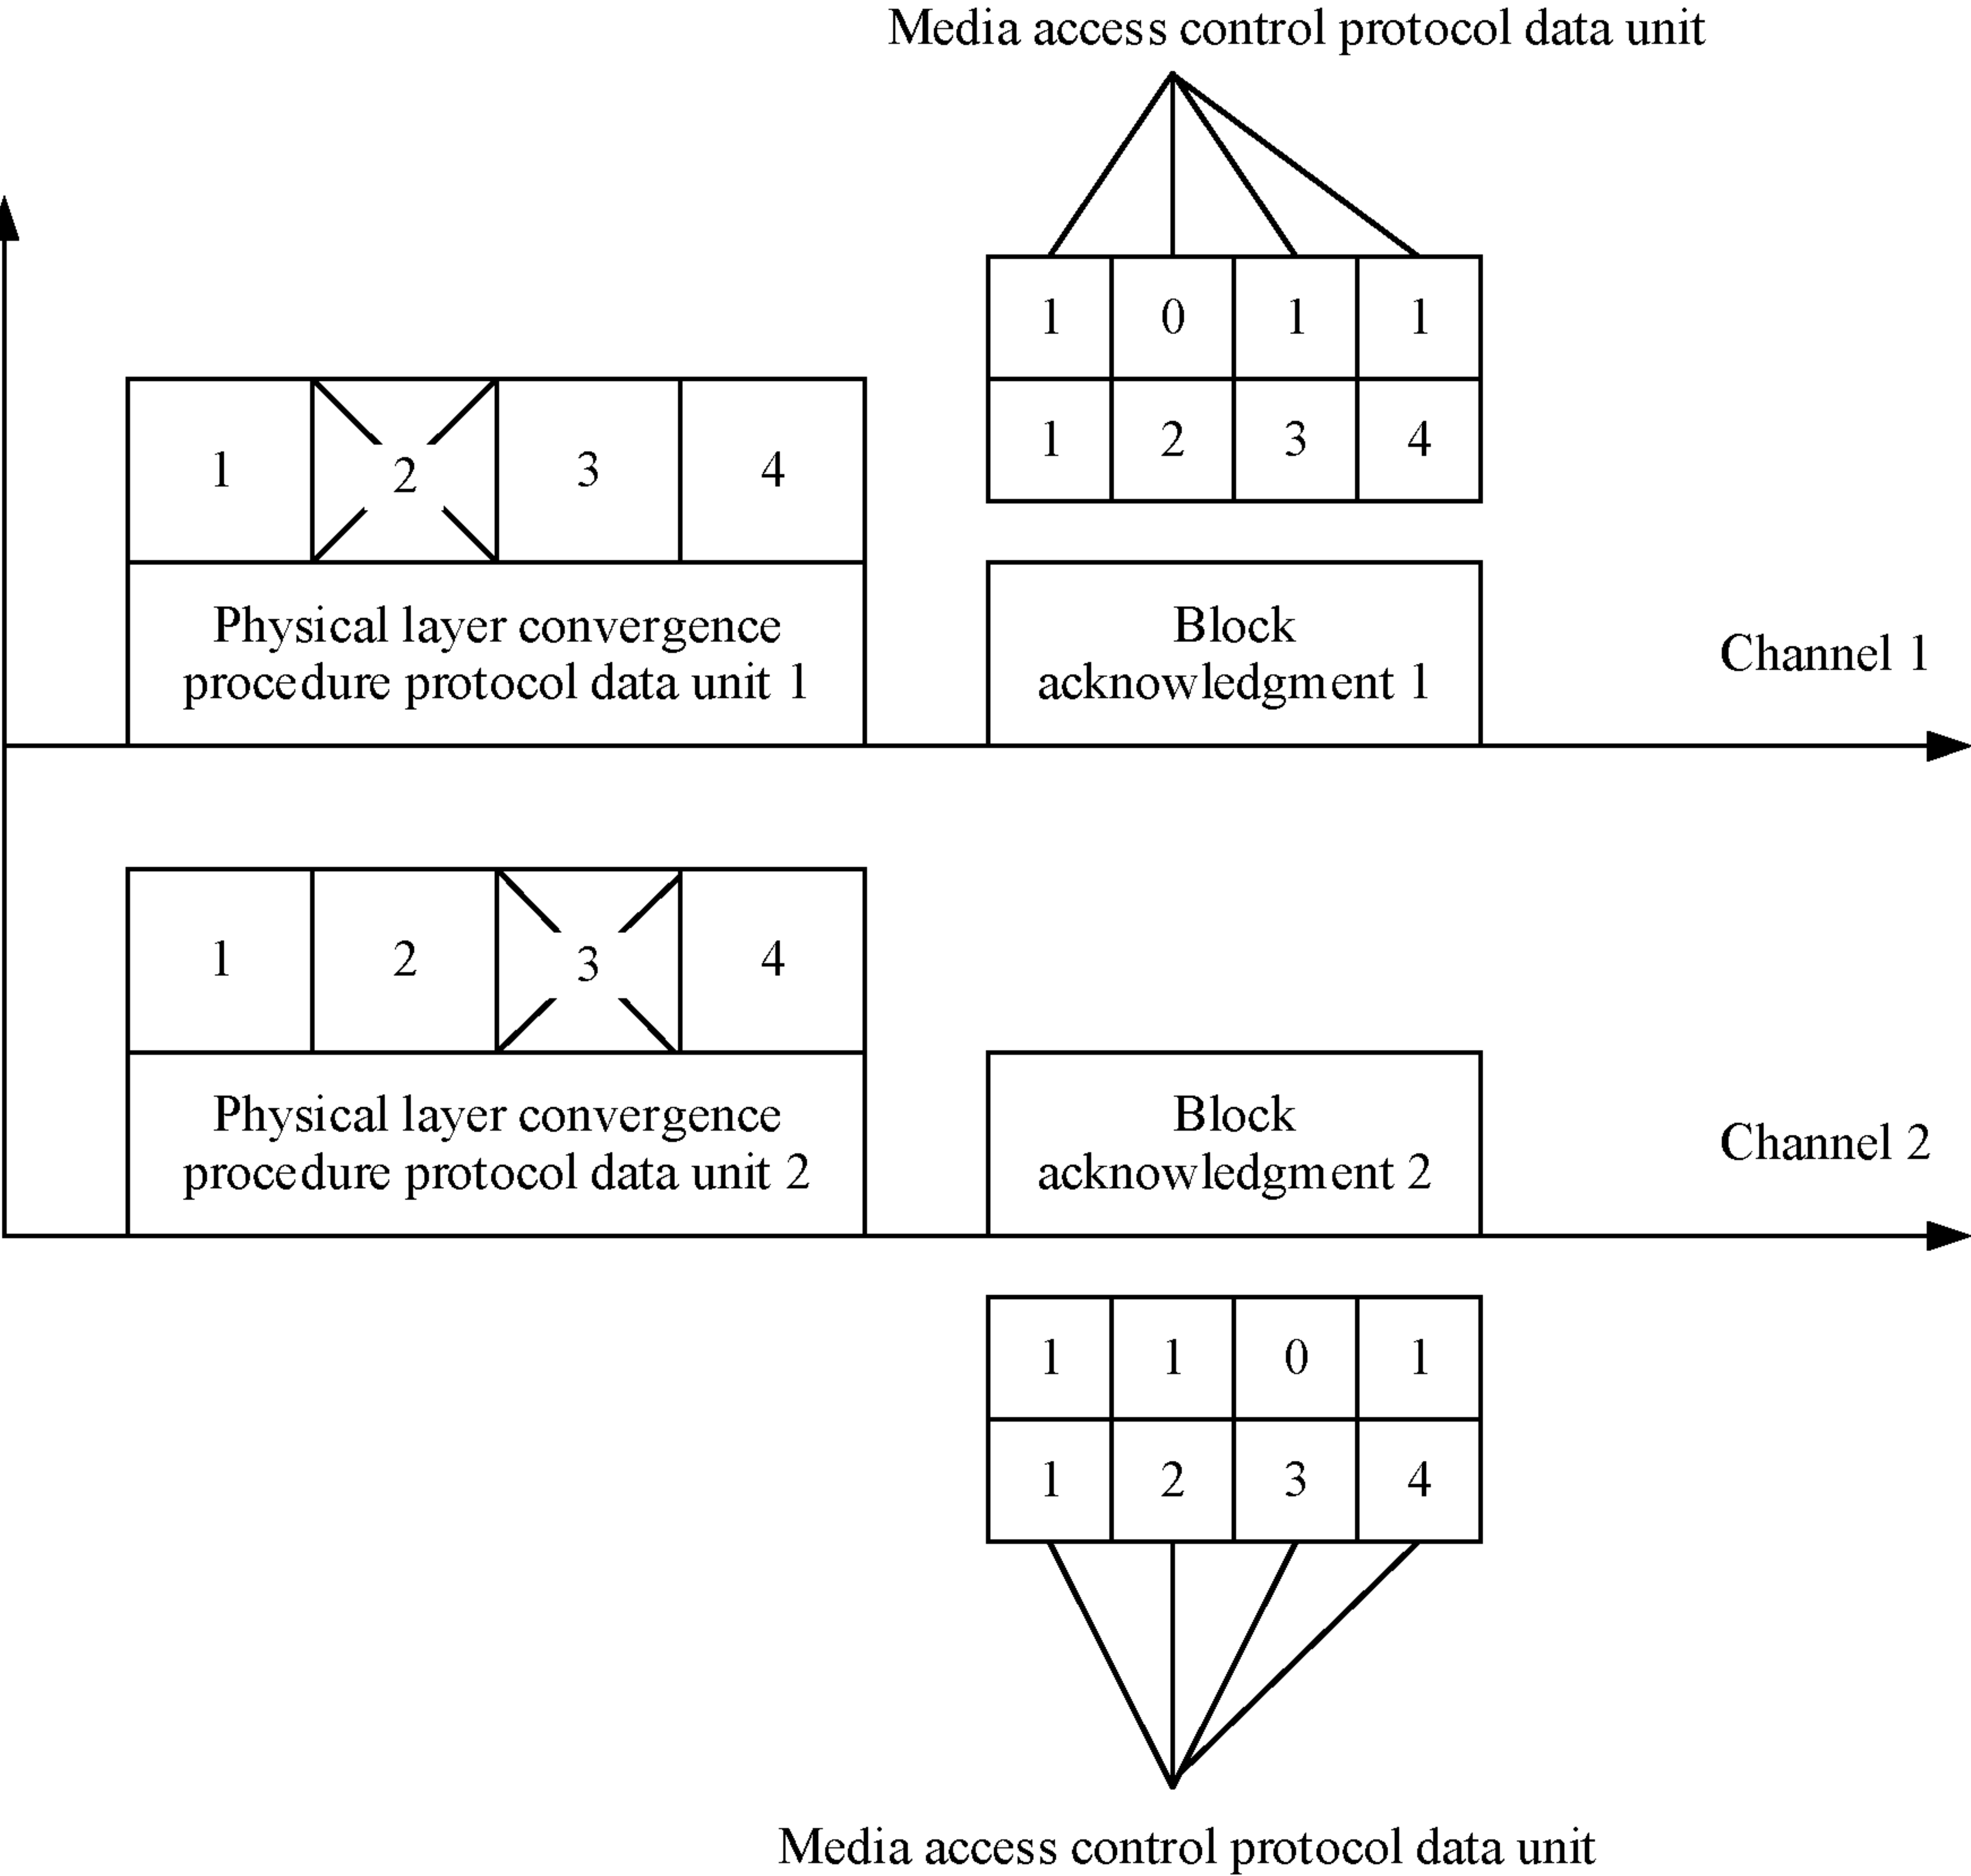 Media access control protocol data unit
1 0 1 1
1 2 3 4
1 2 3 4
Physical layer convergence
procedure protocol data unit 1
Block
acknowledgment 1
Channel 1
1 2 3 4
Physical layer convergence
procedure protocol data unit 2
Block
acknowledgment 2
Channel 2
1 1 0 1
1 2 3 4
Media access control protocol data unit